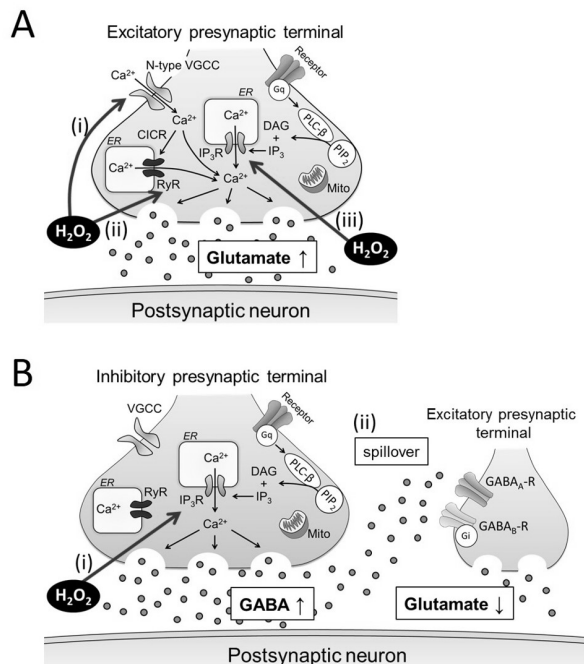 A
Excitatory presynaptic terminal
N-type VGCC
Receptor
Ca²⁺
Gq
(i)
Ca²⁺
ER
Ca²⁺
DAG
+
IP₃
PLC-β
PIP₂
CICR
ER
IP₃R
Ca²⁺
RyR
Ca²⁺
Mito
H₂O₂
(ii)
(iii)
H₂O₂
Glutamate ↑
Postsynaptic neuron
B
Inhibitory presynaptic terminal
VGCC
Receptor
Gq
(ii)
spillover
Excitatory presynaptic
terminal
ER
Ca²⁺
DAG
+
IP₃
PLC-β
PIP₂
ER
RyR
Ca²⁺
IP₃R
Ca²⁺
Mito
GABA_A-R
GABA_B-R
Gi
(i)
H₂O₂
GABA ↑
Glutamate ↓
Postsynaptic neuron